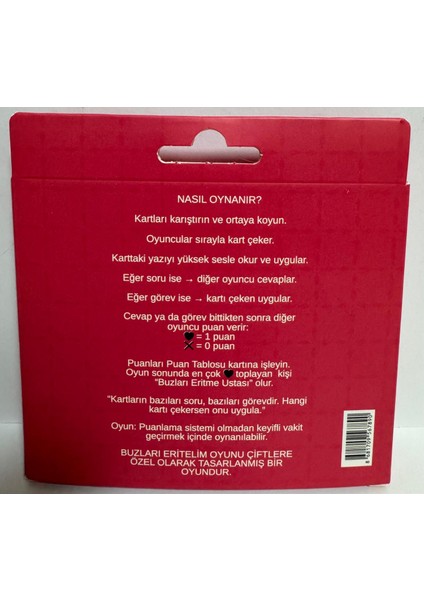 NASIL OYNANIR?
Kartları karıştırın ve ortaya koyun.
Oyuncular sırayla kart çeker.
Karttaki yazıyı yüksek sesle okur ve uygular.
Eğer soru ise → diğer oyuncu cevaplar.
Eğer görev ise → kartı çeken uygular.
Cevap ya da görev bittikten sonra diğer
oyuncu puan verir:
🖤 = 1 puan
❌ = 0 puan
Puanları Puan Tablosu kartına işleyin.
Oyun sonunda en çok 🖤 toplayan kişi
"Buzları Eritme Ustası" olur.
"Kartların bazıları soru, bazıları görevdir. Hangi
kartı çekersen onu uygula."
Oyun: Puanlama sistemi olmadan keyifli vakit
geçirmek içinde oynanılabilir.
BUZLARI ERİTELİM OYUNU ÇİFTLERE
ÖZEL OLARAK TASARLANMIŞ BİR
OYUNDUR.